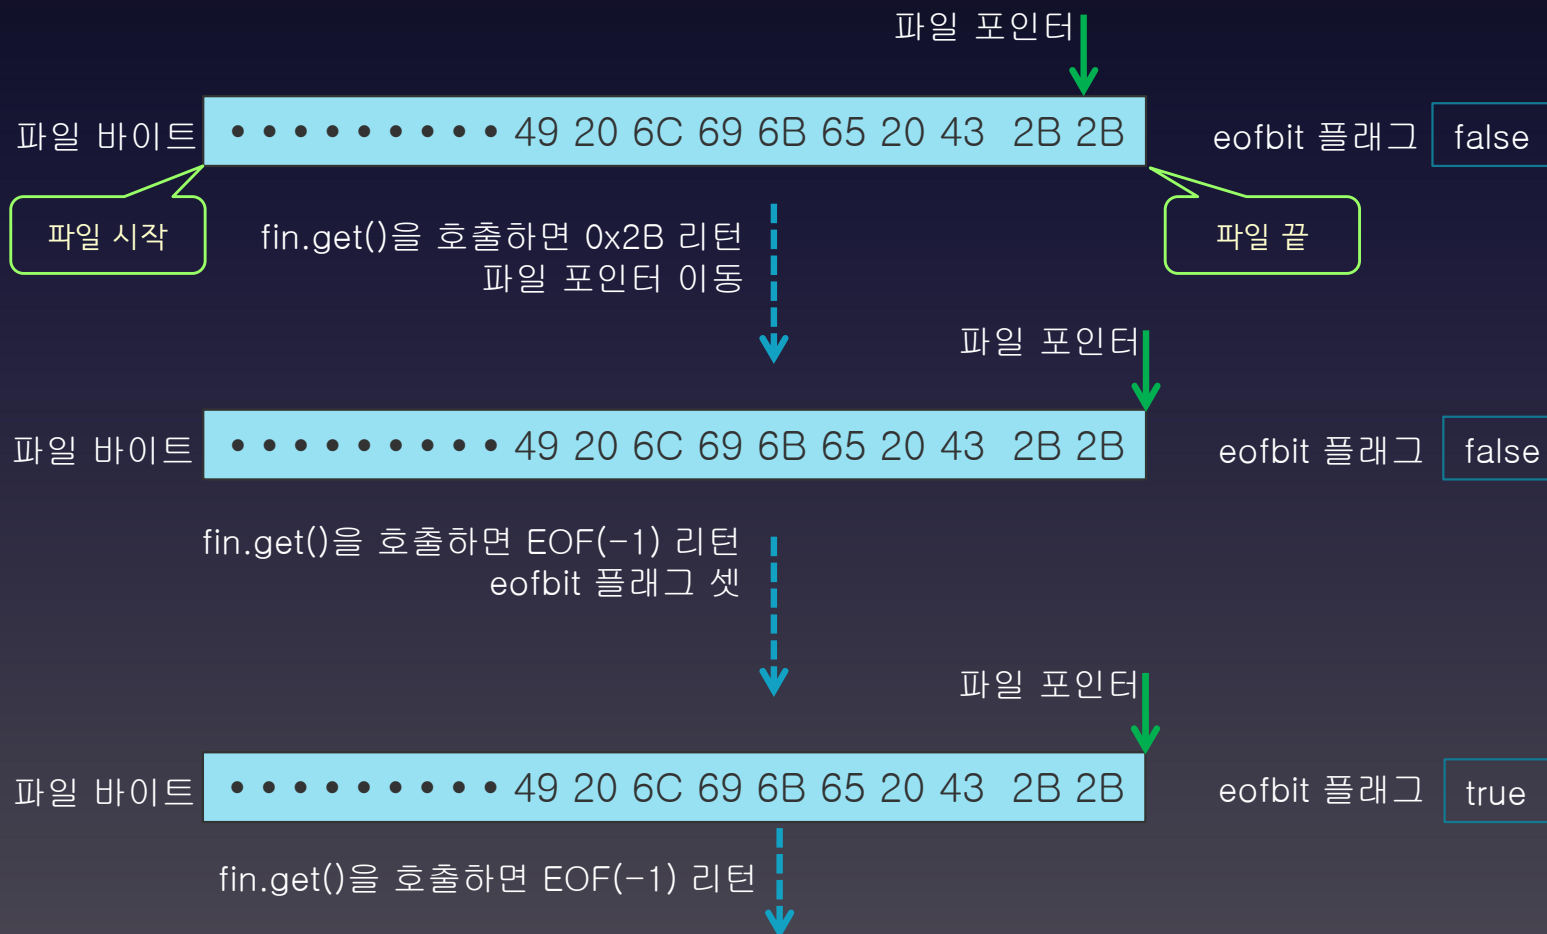 파일 포인터
파일 바이트 • • • • • • • • • 49 20 6C 69 6B 65 20 43 2B 2B eofbit 플래그 false
파일 시작
fin.get()을 호출하면 0x2B 리턴
파일 포인터 이동
파일 끝
파일 포인터
파일 바이트 • • • • • • • • • 49 20 6C 69 6B 65 20 43 2B 2B eofbit 플래그 false
fin.get()을 호출하면 EOF(-1) 리턴
eofbit 플래그 셋
파일 포인터
파일 바이트 • • • • • • • • • 49 20 6C 69 6B 65 20 43 2B 2B eofbit 플래그 true
fin.get()을 호출하면 EOF(-1) 리턴